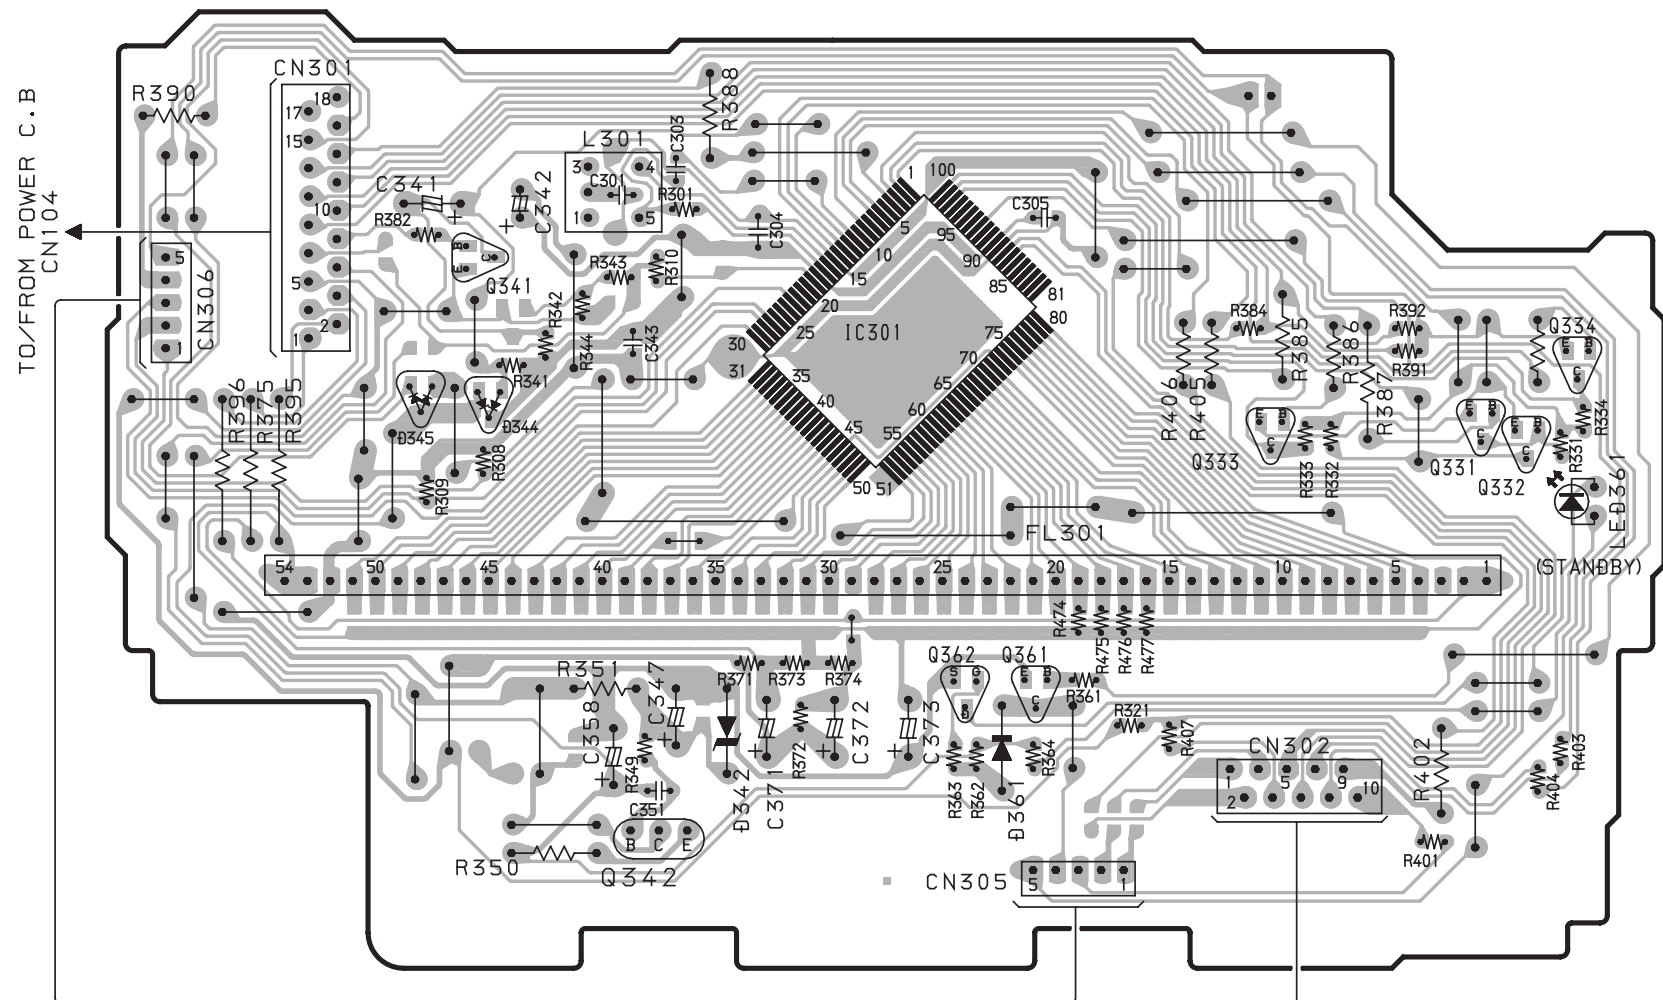 TO/FROM POWER C.B
CN104
CN301
R390
18
17
15
10
5
2
1
CN306
5
1
C341
R382
B
E
C
Q341
C342
L301
3
4
C301
1
5
C303
R301
R388
C304
R343
R310
R342
R344
C343
R341
D345
D344
R308
R309
R396
R375
R395
1
100
5
95
10
90
15
85
20
81
80
25
75
IC301
30
70
31
35
65
40
60
45
55
50
51
C305
R384
R385
R386
R387
R392
R391
R406
R405
Q334
E
B
C
R334
E
B
C
Q333
R333
R332
E
B
C
Q331
E
B
C
Q332
R331
LED361
(STANDBY)
FL301
54
50
45
40
35
30
25
20
15
10
5
1
R474
R475
R476
R477
R351
C347
C358
R349
C351
R350
B
C
E
Q342
R371
R373
R374
D342
C371
R372
C372
C373
Q362
S
G
D
Q361
E
B
C
R361
R363
R362
D361
R364
R321
R407
CN302
1
5
9
2
10
R402
R403
R404
R401
CN305
5
1